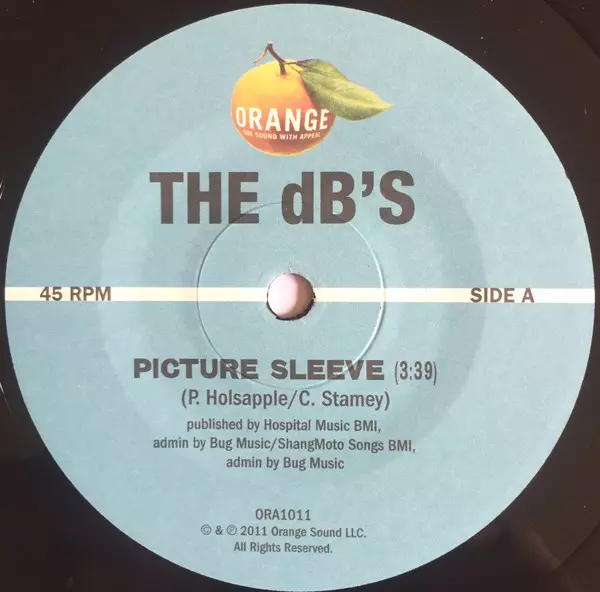 ORANGE
THE SOUND WITH APPEAL
THE dB'S
45 RPM
SIDE A
PICTURE SLEEVE (3:39)
(P. Holsapple/C. Stamey)
published by Hospital Music BMI,
admin by Bug Music/ShangMoto Songs BMI,
admin by Bug Music
ORA1011
© & ℗ 2011 Orange Sound LLC.
All Rights Reserved.